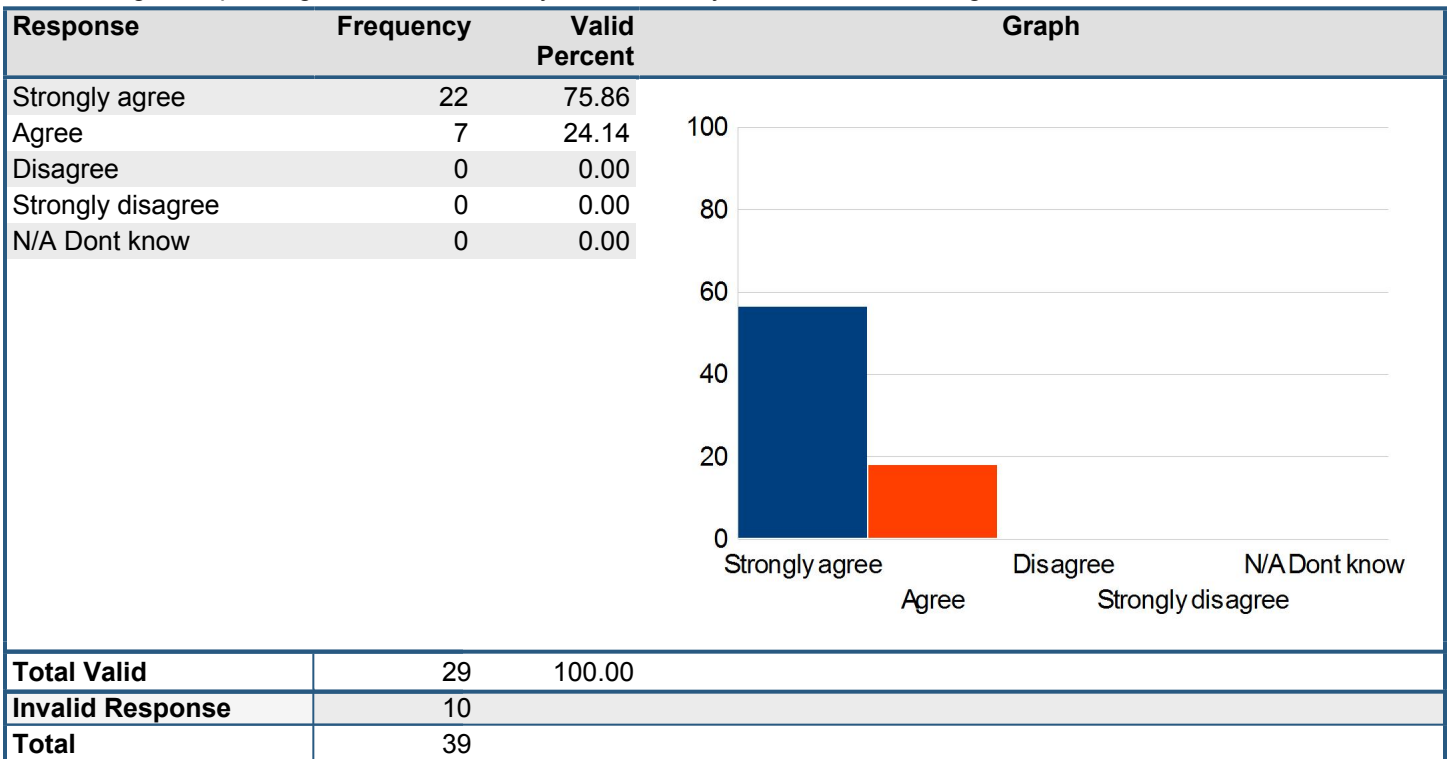 Response Frequency Valid Percent Graph
Strongly agree 22 75.86
Agree 7 24.14
Disagree 0 0.00
Strongly disagree 0 0.00
N/A Dont know 0 0.00
100
80
60
40
20
0
Strongly agree Disagree N/A Dont know
Agree Strongly disagree
Total Valid 29 100.00
Invalid Response 10
Total 39